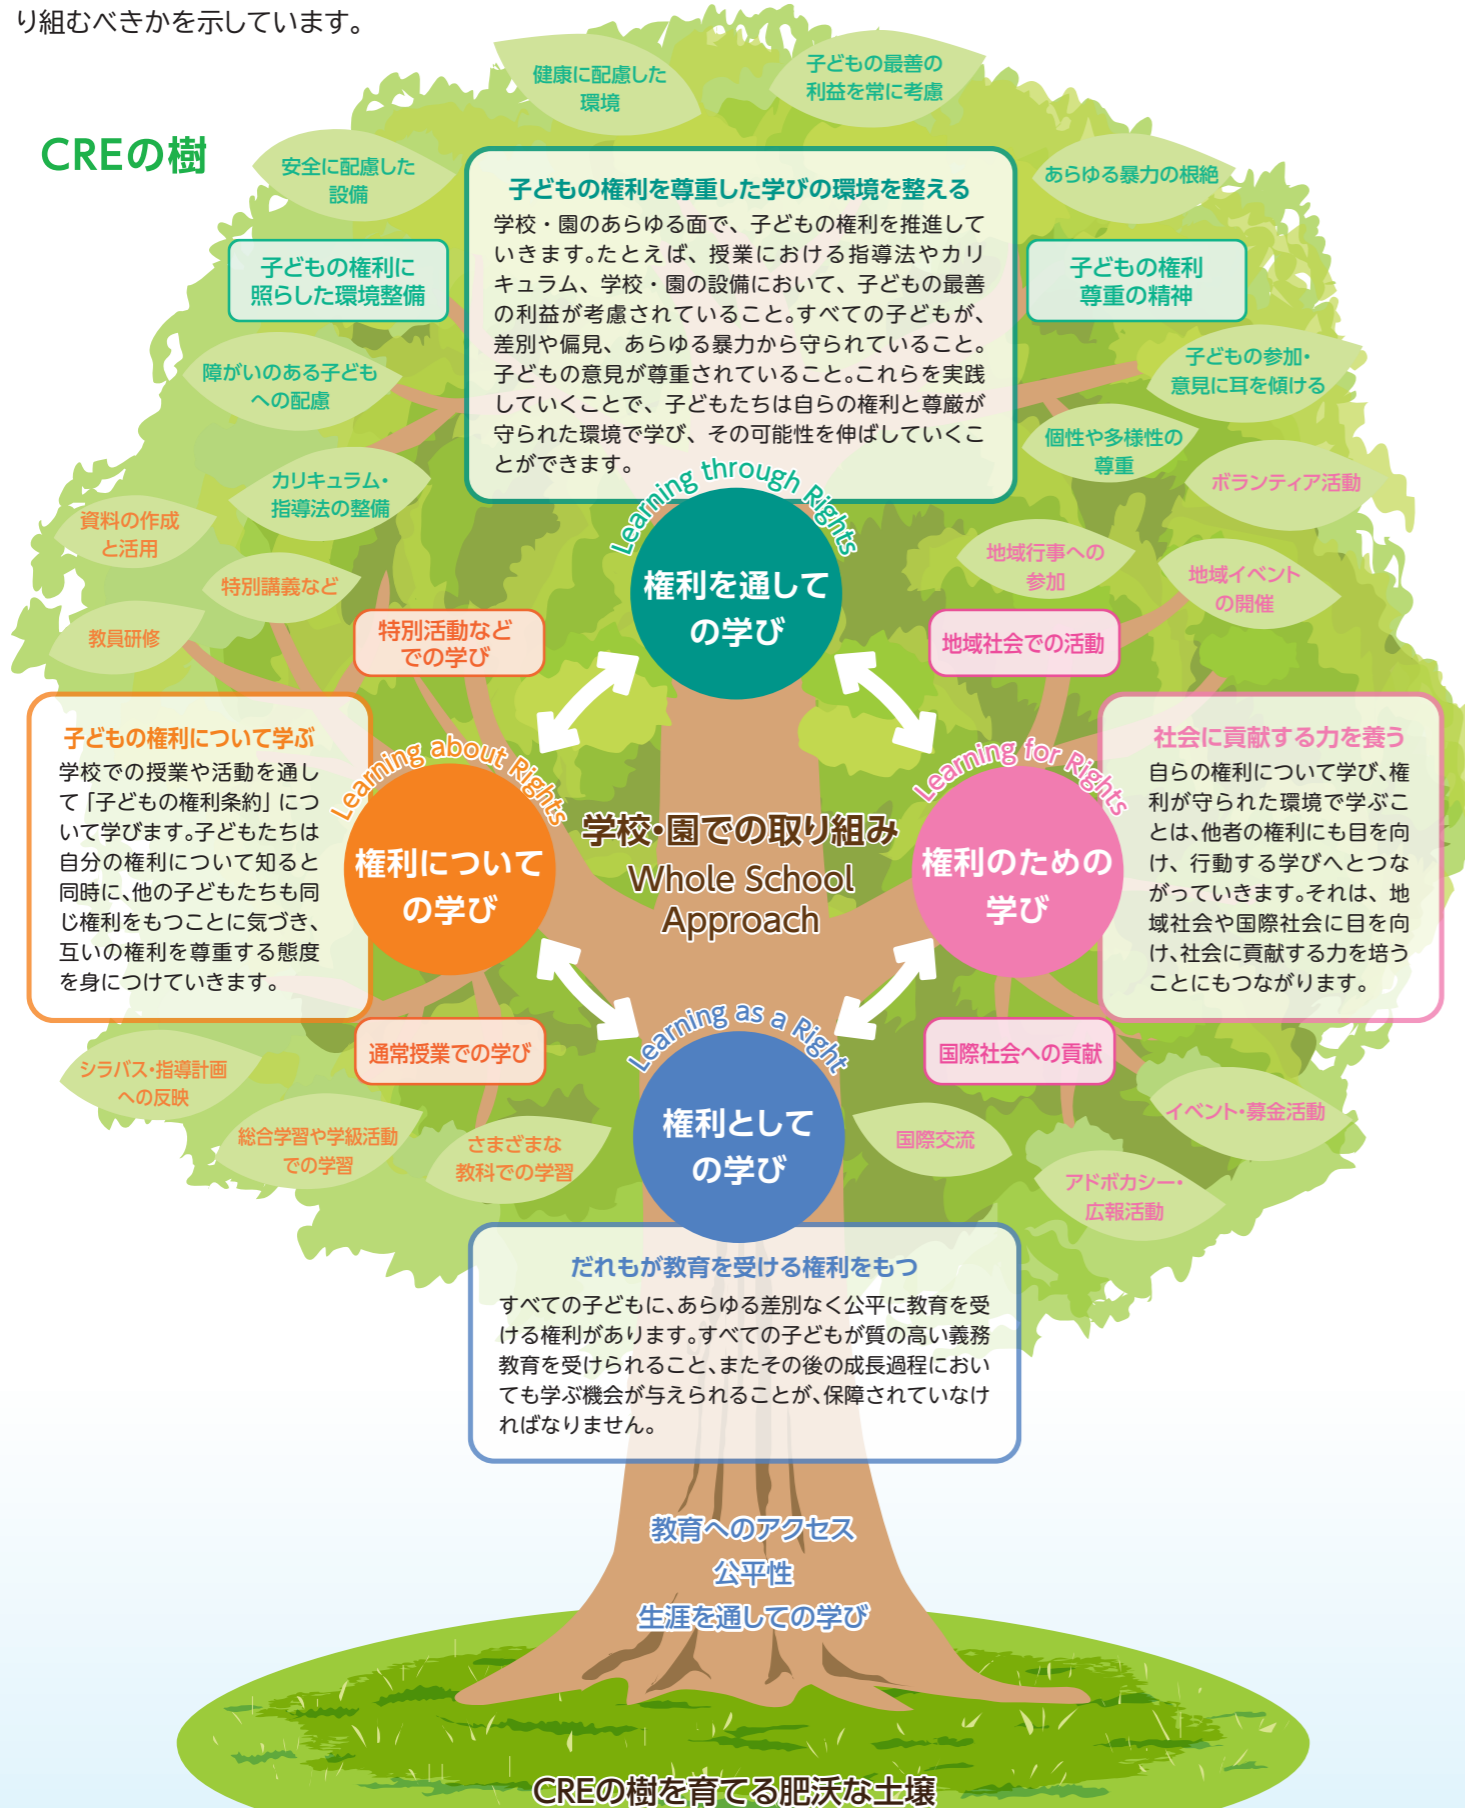 り組むべきかを示しています。
CREの樹
健康に配慮した
環境
子どもの最善の
利益を常に考慮
安全に配慮した
設備
あらゆる暴力の根絶
子どもの権利に
照らした環境整備
子どもの権利を尊重した学びの環境を整える
学校・園のあらゆる面で、子どもの権利を推進して
いきます。たとえば、授業における指導法やカリ
キュラム、学校・園の設備において、子どもの最善
の利益が考慮されていること。すべての子どもが、
差別や偏見、あらゆる暴力から守られていること。
子どもの意見が尊重されていること。これらを実践
していくことで、子どもたちは自らの権利と尊厳が
守られた環境で学び、その可能性を伸ばしていくこ
とができます。
子どもの権利
尊重の精神
障がいのある子ども
への配慮
子どもの参加・
意見に耳を傾ける
個性や多様性の
尊重
カリキュラム・
指導法の整備
ボランティア活動
資料の作成
と活用
特別講義など
教員研修
地域行事への
参加
地域イベント
の開催
Learning through Rights
権利を通して
の学び
特別活動など
での学び
地域社会での活動
子どもの権利について学ぶ
学校での授業や活動を通し
て「子どもの権利条約」につ
いて学びます。子どもたちは
自分の権利について知ると
同時に、他の子どもたちも同
じ権利をもつことに気づき、
互いの権利を尊重する態度
を身につけていきます。
Learning about Rights
権利について
の学び
学校・園での取り組み
Whole School
Approach
Learning for Rights
権利のための
学び
社会に貢献する力を養う
自らの権利について学び、権
利が守られた環境で学ぶこ
とは、他者の権利にも目を向
け、行動する学びへとつな
がっていきます。それは、地
域社会や国際社会に目を向
け、社会に貢献する力を培う
ことにもつながります。
通常授業での学び
国際社会への貢献
シラバス・指導計画
への反映
総合学習や学級活動
での学習
さまざまな
教科での学習
Learning as a Right
権利として
の学び
国際交流
イベント・募金活動
アドボカシー・
広報活動
だれもが教育を受ける権利をもつ
すべての子どもに、あらゆる差別なく公平に教育を受
ける権利があります。すべての子どもが質の高い義務
教育を受けられること、またその後の成長過程におい
ても学ぶ機会が与えられることが、保障されていなけ
ればなりません。
教育へのアクセス
公平性
生涯を通しての学び
CREの樹を育てる肥沃な土壌